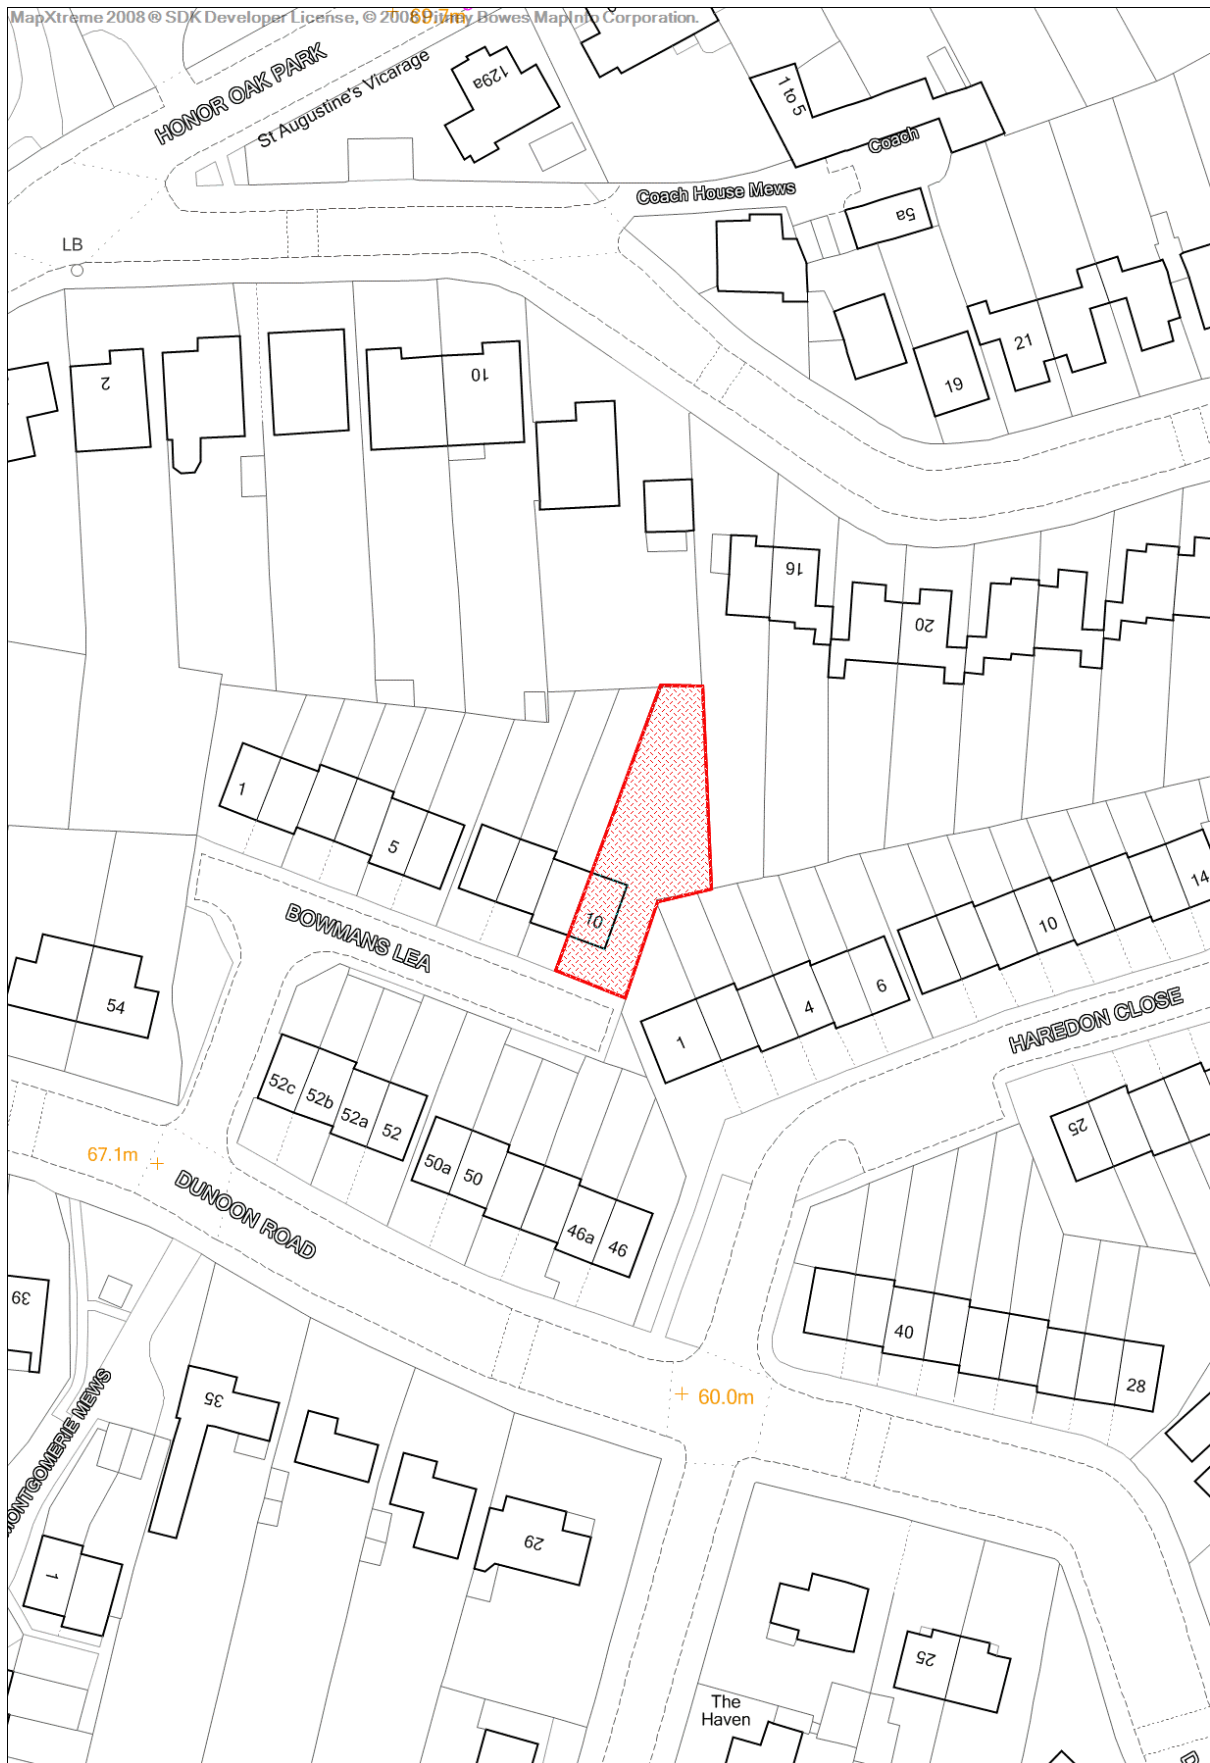 MapXtreme 2008 ® SDK Developer License, © 2008 Pitney Bowes MapInfo Corporation.
69.7m
HONOR OAK PARK
St Augustine's Vicarage
129a
1 to 5
Coach
Coach House Mews
5a
LB
2
10
21
19
16
20
1
5
10
BOWMANS LEA
54
14
10
6
4
1
HAREDON CLOSE
52c
52b
52a
52
50a
50
46a
46
25
67.1m
DUNOON ROAD
39
40
28
60.0m
MONTGOMERIE MEWS
35
29
1
25
The
Haven